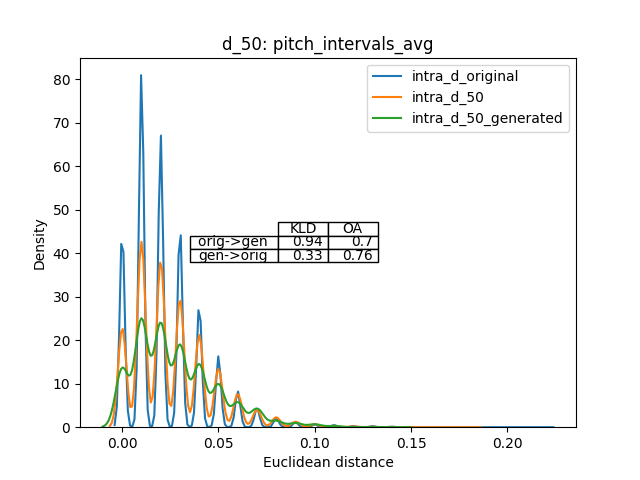 d_50: pitch_intervals_avg
intra_d_original
intra_d_50
intra_d_50_generated
80
70
60
50
40
30
20
10
0
Density
KLD OA
orig->gen 0.94 0.7
gen->orig 0.33 0.76
0.00 0.05 0.10 0.15 0.20
Euclidean distance